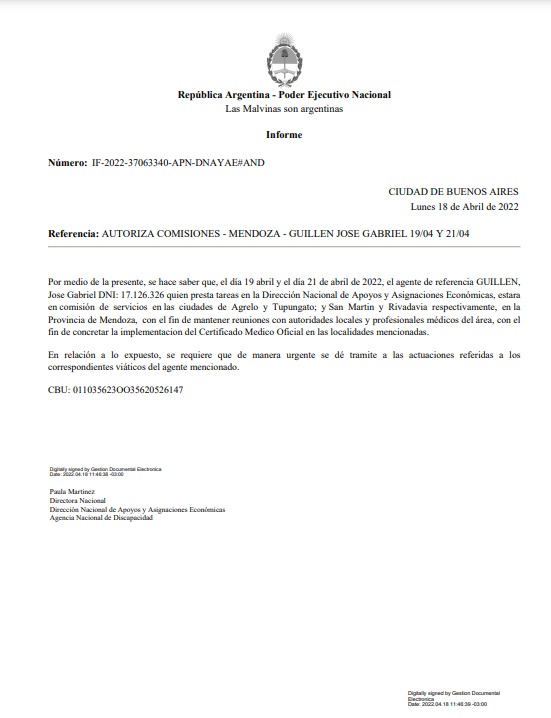 República Argentina - Poder Ejecutivo Nacional
Las Malvinas son argentinas
Informe
Número: IF-2022-37063340-APN-DNAYAE#AND
CIUDAD DE BUENOS AIRES
Lunes 18 de Abril de 2022
Referencia: AUTORIZA COMISIONES - MENDOZA - GUILLEN JOSE GABRIEL 19/04 Y 21/04
Por medio de la presente, se hace saber que, el día 19 abril y el día 21 de abril de 2022, el agente de referencia GUILLEN,
Jose Gabriel DNI: 17.126.326 quien presta tareas en la Dirección Nacional de Apoyos y Asignaciones Económicas, estara
en comisión de servicios en las ciudades de Agrelo y Tupungato; y San Martin y Rivadavia respectivamente, en la
Provincia de Mendoza, con el fin de mantener reuniones con autoridades locales y profesionales médicos del área, con el
fin de concretar la implementacion del Certificado Medico Oficial en las localidades mencionadas.
En relación a lo expuesto, se requiere que de manera urgente se dé tramite a las actuaciones referidas a los
correspondientes viáticos del agente mencionado.
CBU: 011035623OO35620526147
Digitally signed by Gestion Documental Electronica
Date: 2022.04.18 11:46:38 -03:00
Paula Martinez
Directora Nacional
Dirección Nacional de Apoyos y Asignaciones Económicas
Agencia Nacional de Discapacidad
Digitally signed by Gestion Documental
Electronica
Date: 2022.04.18 11:46:39 -03:00